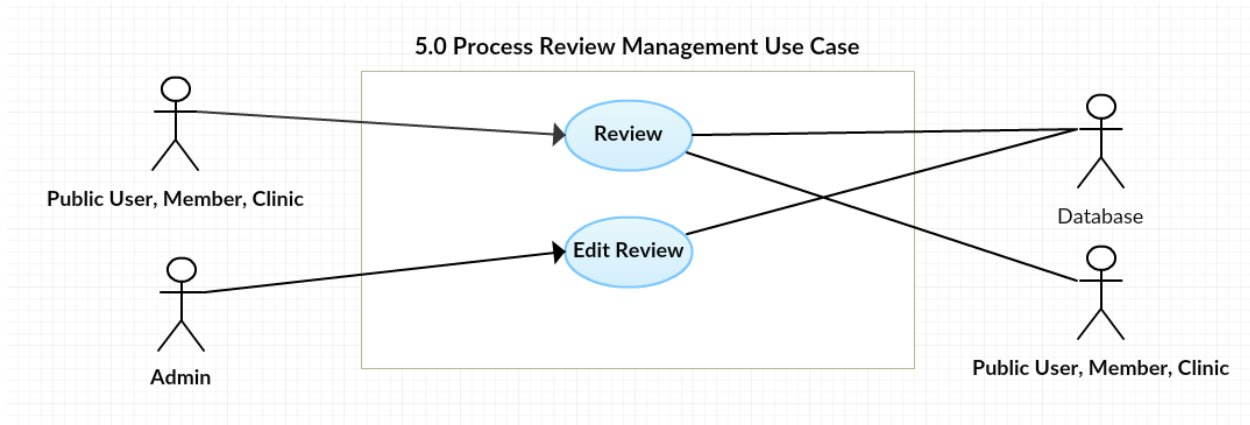 5.0 Process Review Management Use Case
Review
Public User, Member, Clinic
Database
Edit Review
Admin
Public User, Member, Clinic